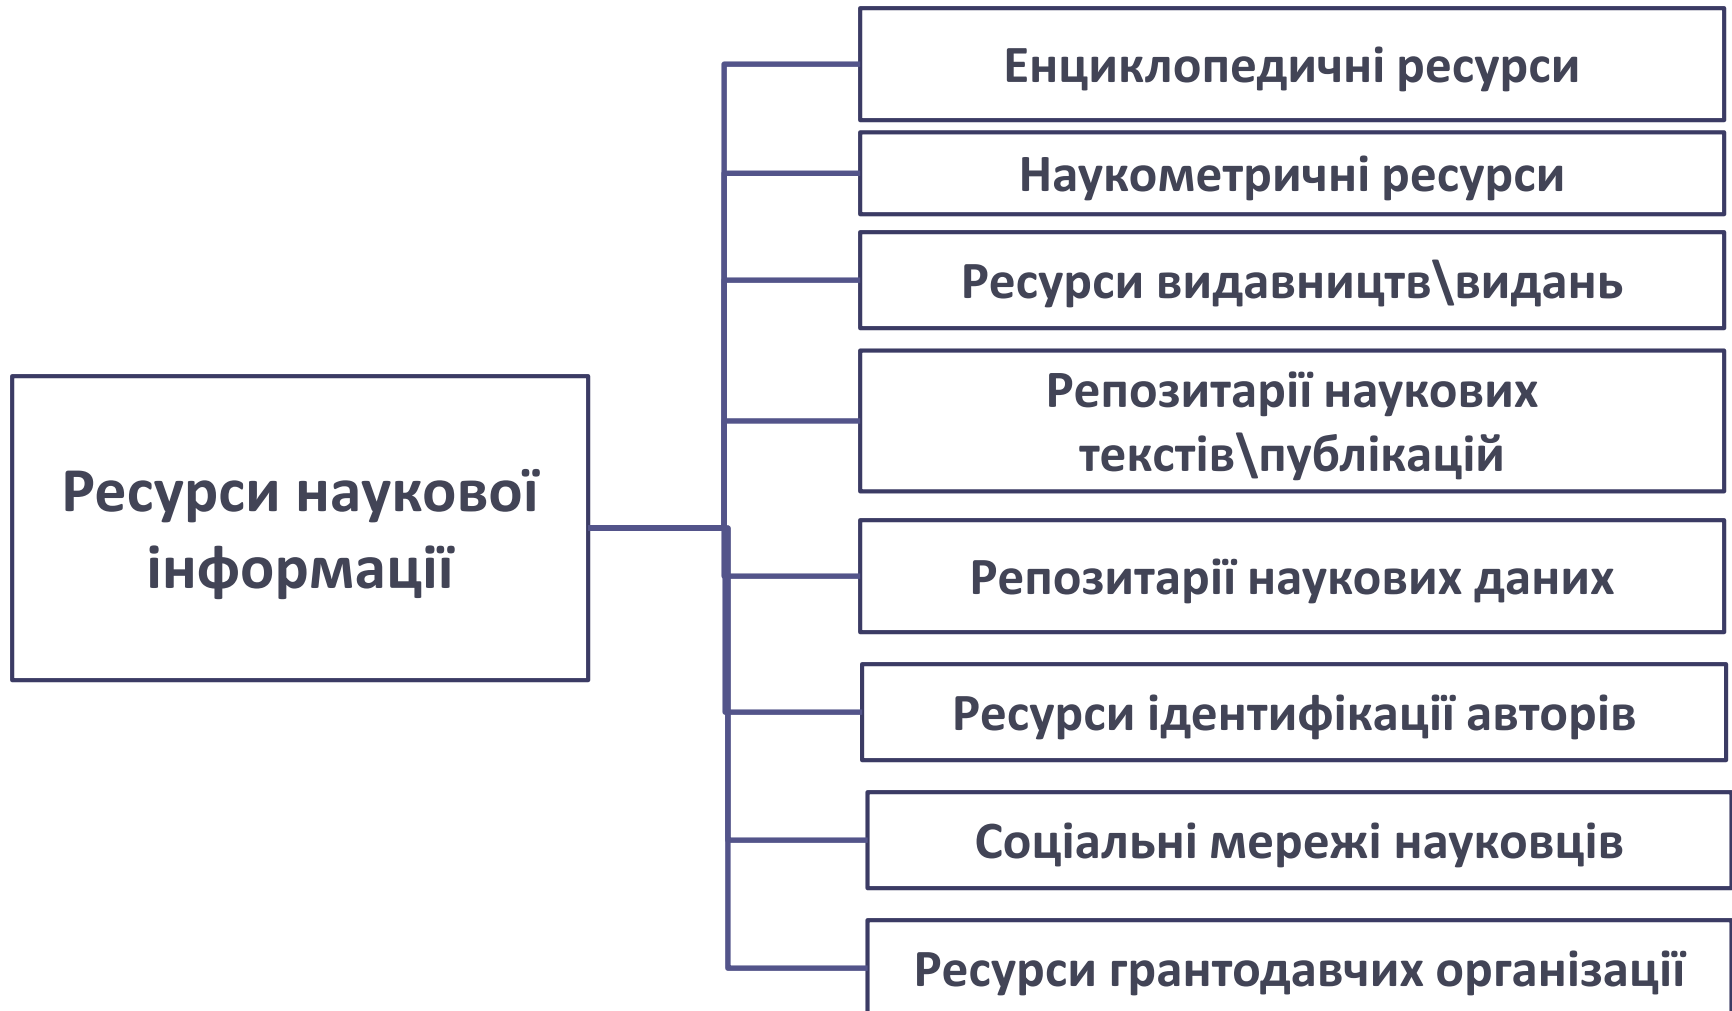 Енциклопедичні ресурси
Наукометричні ресурси
Ресурси видавництв\видань
Репозитарії наукових
текстів\публікацій
Ресурси наукової
інформації
Репозитарії наукових даних
Ресурси ідентифікації авторів
Соціальні мережі науковців
Ресурси грантодавчих організації